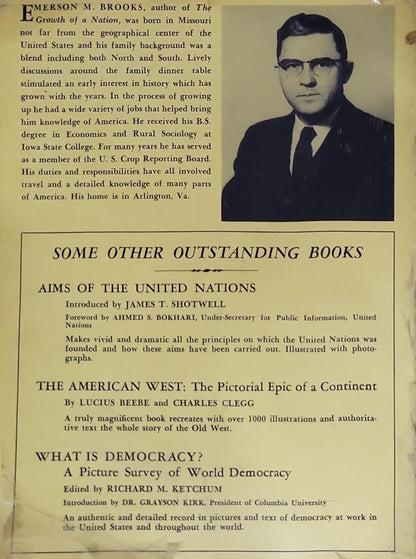 EMERSON M. BROOKS, author of The
Growth of a Nation, was born in Missouri
not far from the geographical center of the
United States and his family background was a
blend including both North and South. Lively
discussions around the family dinner table
stimulated an early interest in history which has
grown with the years. In the process of growing
up he had a wide variety of jobs that helped bring
him knowledge of America. He received his B.S.
degree in Economics and Rural Sociology at
Iowa State College. For many years he has served
as a member of the U. S. Crop Reporting Board.
His duties and responsibilities have all involved
travel and a detailed knowledge of many parts
of America. His home is in Arlington, Va.
SOME OTHER OUTSTANDING BOOKS
AIMS OF THE UNITED NATIONS
Introduced by JAMES T. SHOTWELL
Foreword by AHMED S. BOKHARI, Under-Secretary for Public Information, United
Nations
Makes vivid and dramatic all the principles on which the United Nations was
founded and how these aims have been carried out. Illustrated with photo-
graphs.
THE AMERICAN WEST: The Pictorial Epic of a Continent
By LUCIUS BEEBE and CHARLES CLEGG
A truly magnificent book recreates with over 1000 illustrations and authorita-
tive text the whole story of the Old West.
WHAT IS DEMOCRACY?
A Picture Survey of World Democracy
Edited by RICHARD M. KETCHUM
Introduction by DR. GRAYSON KIRK, President of Columbia University
An authentic and detailed record in pictures and text of democracy at work in
the United States and throughout the world.